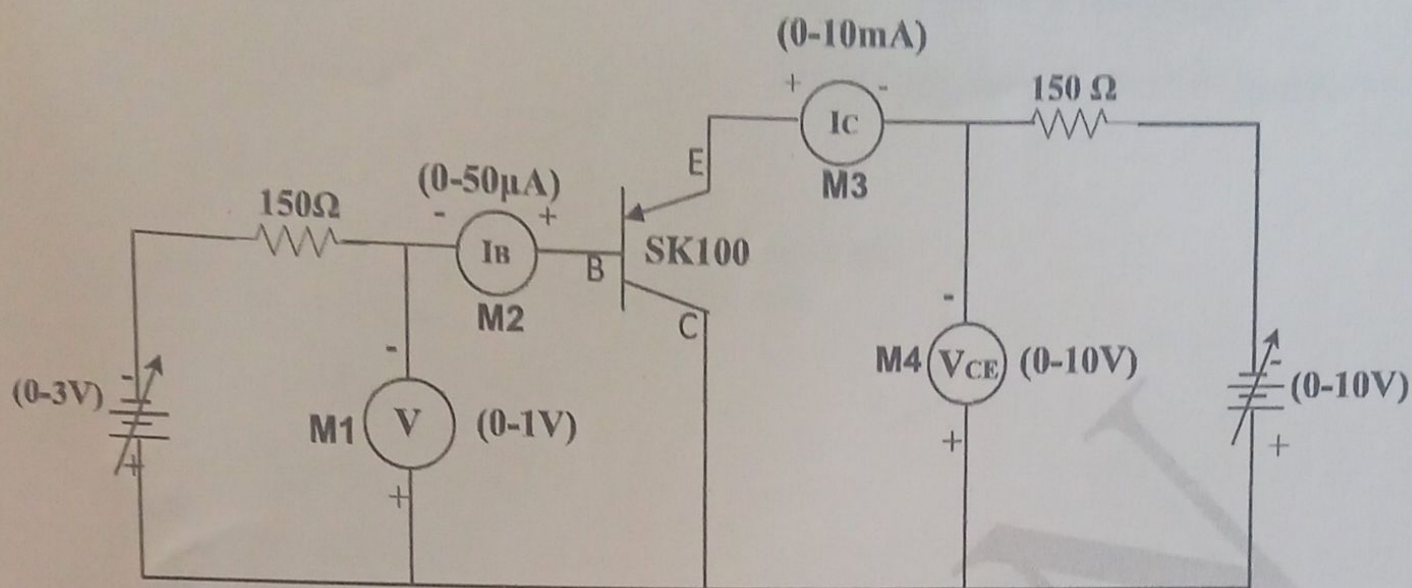 (0-10mA)
+ -
150 Ω
IC
M3
E
(0-50μA)
150Ω
- +
IB
B
SK100
M2
C
-
-
(0-3V)
-
+
M1
V
(0-1V)
+
M4
VCE
(0-10V)
+
-
(0-10V)
+